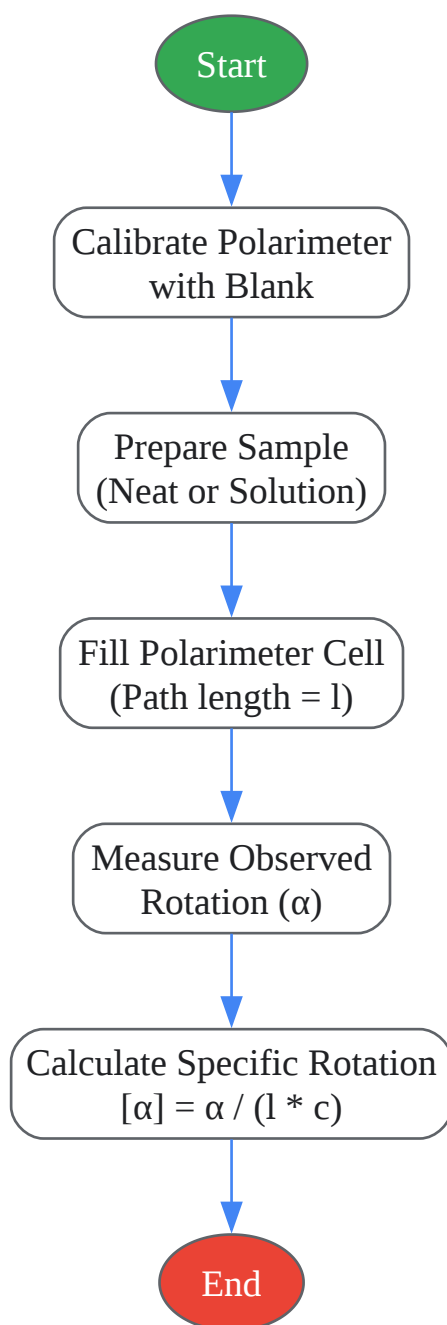 Start
Calibrate Polarimeter
with Blank
Prepare Sample
(Neat or Solution)
Fill Polarimeter Cell
(Path length = l)
Measure Observed
Rotation (α)
Calculate Specific Rotation
[α] = α / (l * c)
End